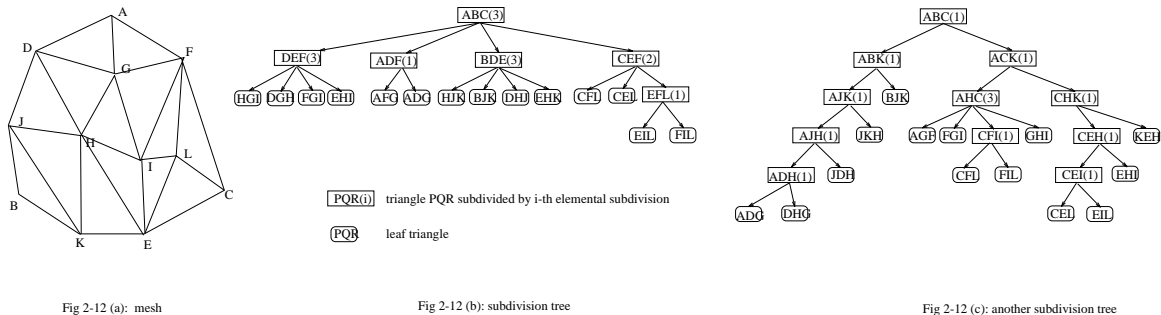 A
D
F
G
J
H
I
L
B
C
K
E
ABC(3)
DEF(3) ADF(1) BDE(3) CEF(2)
HGI DGH FGI EHI AFG ADG HJK BJK DHJ EHK CFL CEL EFL(1)
EIL FIL
PQR(i) triangle PQR subdivided by i-th elemental subdivision
PQR leaf triangle
ABC(1)
ABK(1) ACK(1)
AJK(1) BJK AHC(3) CHK(1)
AJH(1) JKH AGF FGI CFI(1) GHI CEH(1) KEH
ADH(1) JDH CFL FIL CEI(1) EHI
ADG DHG CEL EIL
Fig 2-12 (a): mesh
Fig 2-12 (b): subdivision tree
Fig 2-12 (c): another subdivision tree